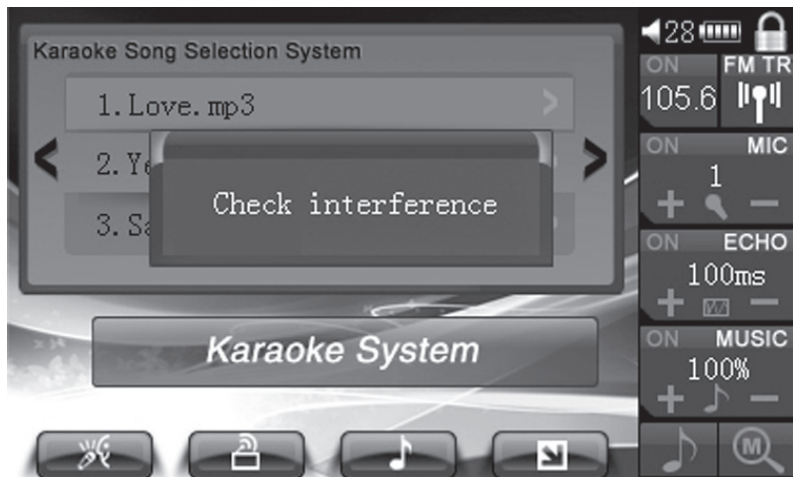 Karaoke Song Selection System
1.Love.mp3
2.Ye
3.Sa
Check interference
Karaoke System
28
ON FM TR
105.6
ON MIC
1
+ −
ON ECHO
100ms
+ −
ON MUSIC
100%
+ −
M